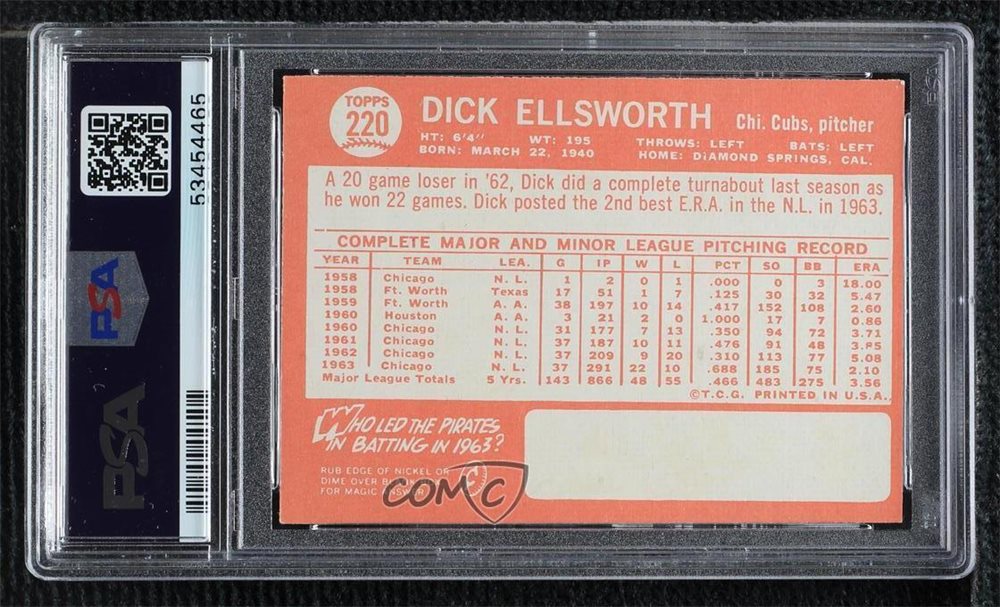 TOPPS
220
DICK ELLSWORTH Chi. Cubs, pitcher
HT: 6'4" WT: 195 THROWS: LEFT BATS: LEFT
BORN: MARCH 22, 1940 HOME: DIAMOND SPRINGS, CAL.
A 20 game loser in '62, Dick did a complete turnabout last season as
he won 22 games. Dick posted the 2nd best E.R.A. in the N.L. in 1963.
COMPLETE MAJOR AND MINOR LEAGUE PITCHING RECORD
YEAR TEAM LEA. G IP W L PCT SO BB ERA
1958 Chicago N. L. 1 2 0 1 .000 0 3 18.00
1958 Ft. Worth Texas 17 51 1 7 .125 30 32 5.47
1959 Ft. Worth A. A. 38 197 10 14 .417 152 108 2.60
1960 Houston A. A. 3 21 2 0 1.000 17 7 0.86
1960 Chicago N. L. 31 177 7 13 .350 94 72 3.71
1961 Chicago N. L. 37 187 10 11 .476 91 48
1962 Chicago N. L. 37 209 9 20 .310 113 77 5.08
1963 Chicago N. L. 37 291 22 10 .688 185 75 2.10
Major League Totals 5 Yrs. 143 866 48 55 .466 483 275 3.56
©T.C.G. PRINTED IN U.S.A.
WHO LED THE PIRATES
IN BATTING IN 1963?
RUB EDGE OF NICKEL OR
DIME OVER
FOR MAGIC
COMC
53454465
PSA
PSA